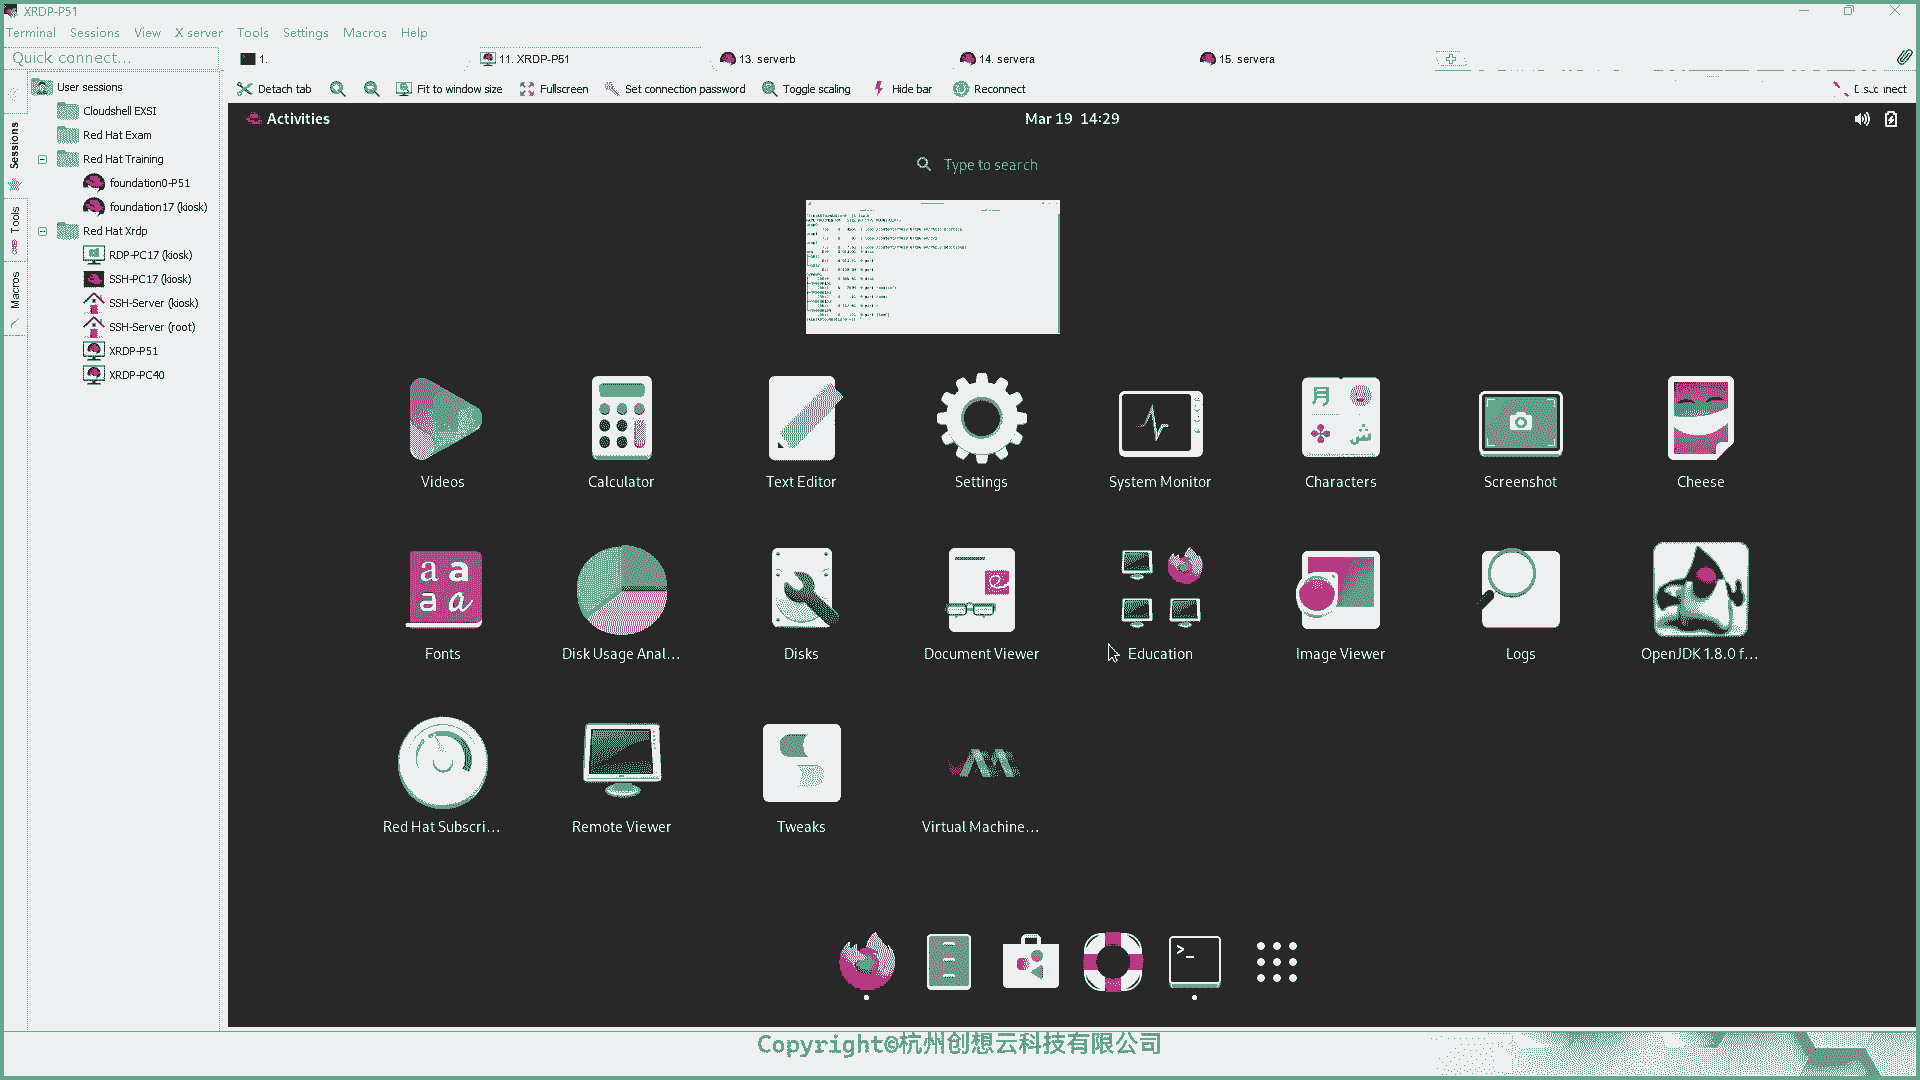 XRDP-P51
Terminal Sessions View X server Tools Settings Macros Help
Quick connect...
1.
11. XRDP-P51
13. serverb
14. servera
15. servera
Detach tab
Fit to window size
Fullscreen
Set connection password
Toggle scaling
Hide bar
Reconnect
Sessions
Tools
Macros
User sessions
Cloudshell EXSI
Red Hat Exam
Red Hat Training
foundation0-P51
foundation17 (kiosk)
Red Hat Xrdp
RDP-PC17 (kiosk)
SSH-PC17 (kiosk)
SSH-Server (kiosk)
SSH-Server (root)
XRDP-P51
XRDP-PC40
Activities
Mar 19 14:29
Type to search
Videos
Calculator
Text Editor
Settings
System Monitor
Characters
Screenshot
Cheese
Fonts
Disk Usage Anal...
Disks
Document Viewer
Education
Image Viewer
Logs
OpenJDK 1.8.0 f...
Red Hat Subscri...
Remote Viewer
Tweaks
Virtual Machine...
Copyright©杭州创想云科技有限公司